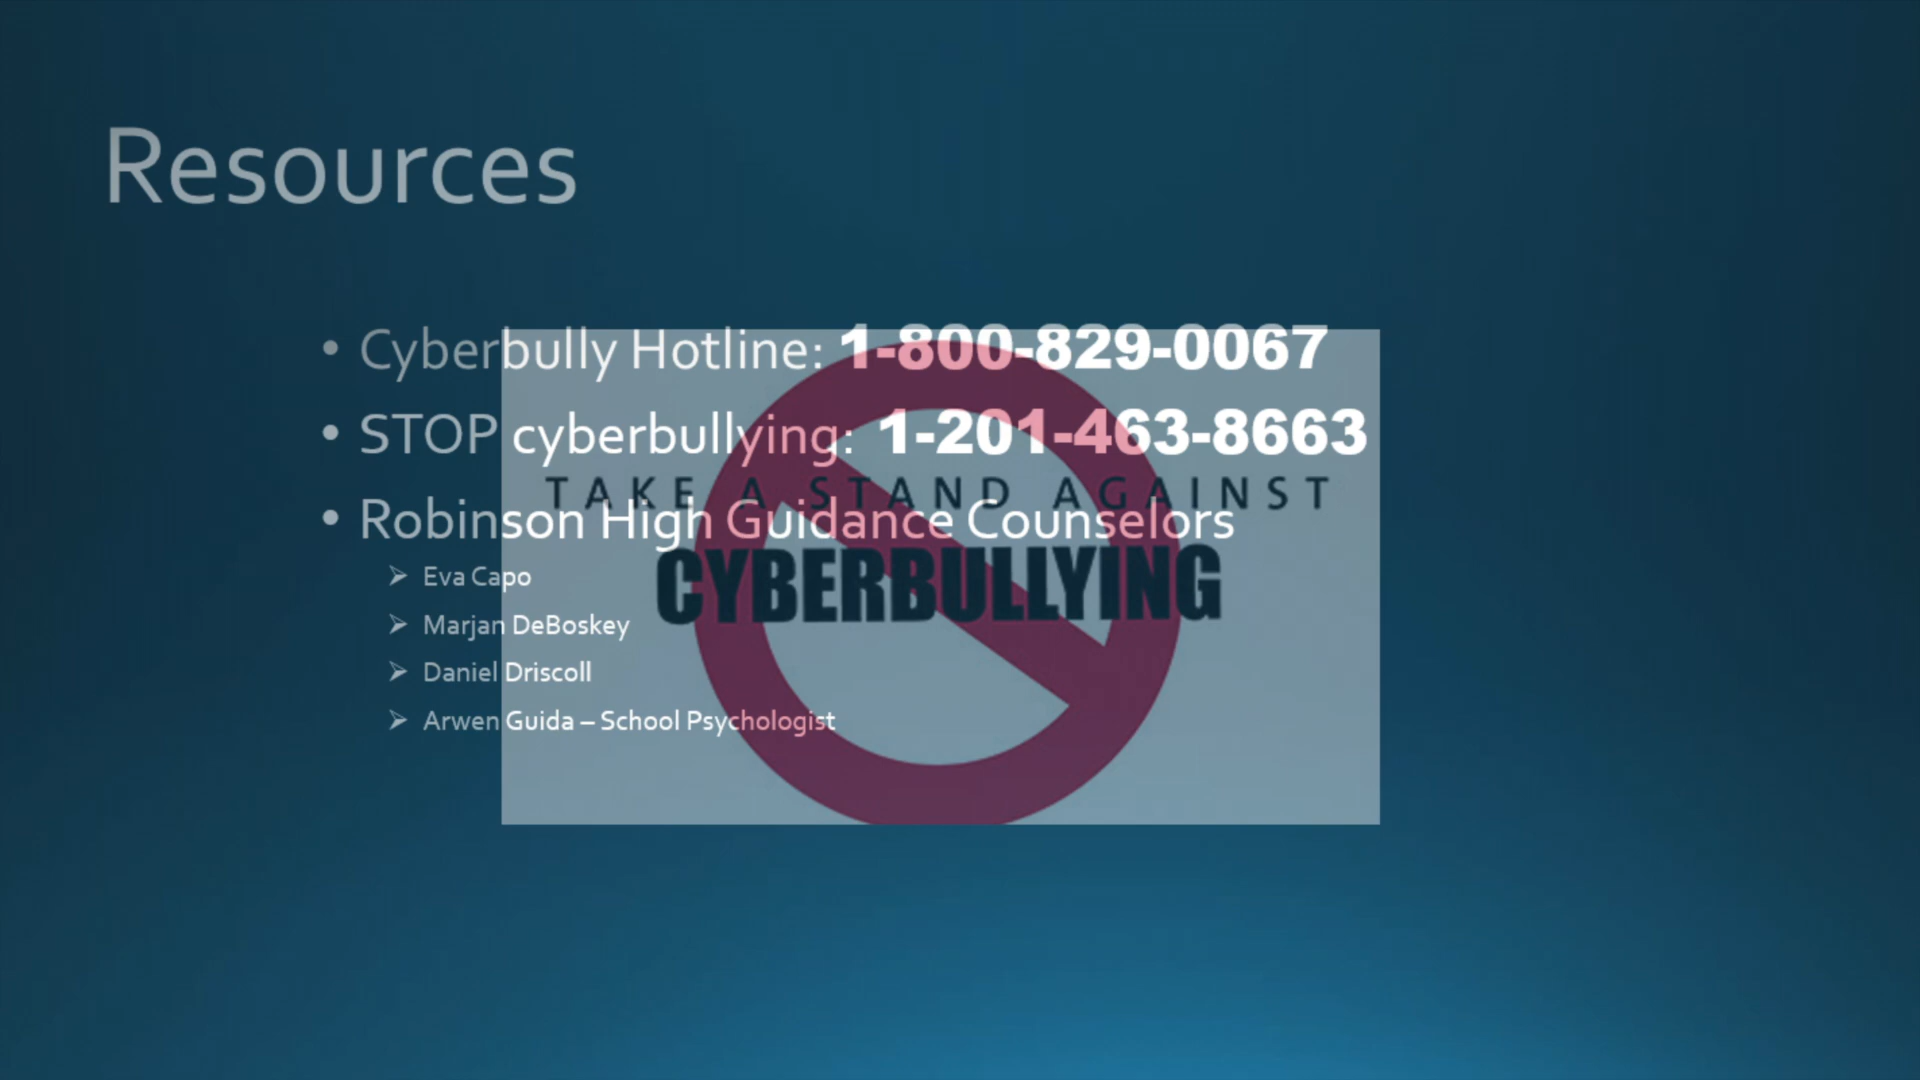 Resources
• Cyberbully Hotline: 1-800-829-0067
• STOP cyberbullying: 1-201-463-8663
TAKE A STAND AGAINST
• Robinson High Guidance Counselors
CYBERBULLYING
➢ Eva Capo
➢ Marjan DeBoskey
➢ Daniel Driscoll
➢ Arwen Guida – School Psychologist